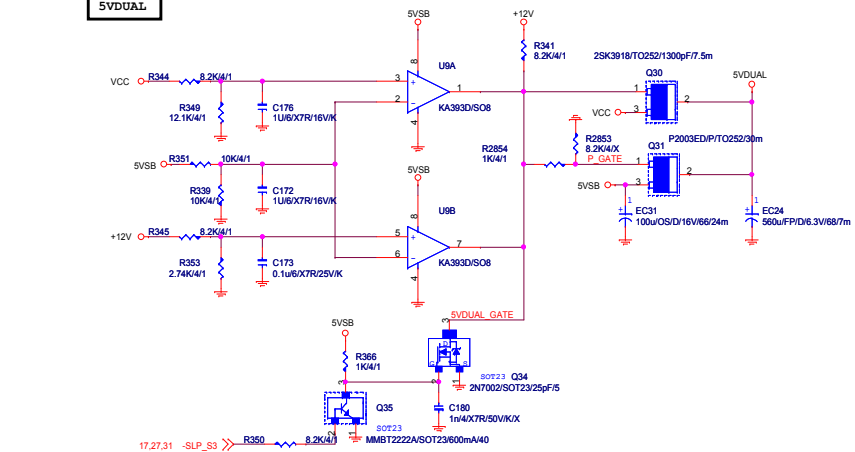 5VDUAL
5VSB
+12V
R341
8.2K/4/1
2SK3918/TO252/1300pF/7.5m
U9A
Q30
5VDUAL
VCC
R344
8.2K/4/1
3
2
8
4
1
+
−
KA393D/SO8
1
3
2
VCC
R349
12.1K/4/1
C176
1U/6/X7R/16V/K
R2853
8.2K/4/X
P2003ED/P/TO252/30m
R2854
1K/4/1
P_GATE
Q31
1
3
2
5VSB
5VSB
R351
10K/4/1
5VSB
R339
10K/4/1
C172
1U/6/X7R/16V/K
U9B
1
+
EC31
100u/OS/D/16V/66/24m
1
+
EC24
560u/FP/D/6.3V/68/7m
+12V
R345
8.2K/4/1
5
6
8
4
7
+
−
KA393D/SO8
R353
2.74K/4/1
C173
0.1u/6/X7R/25V/K
5VSB
5VDUAL_GATE
3
D
G
S
2
1
R366
1K/4/1
SOT23
Q34
2N7002/SOT23/25pF/5
3
Q35
SOT23
2
1
C180
1n/4/X7R/50V/K/X
MMBT2222A/SOT23/600mA/40
17,27,31
-SLP_S3
R350
8.2K/4/1